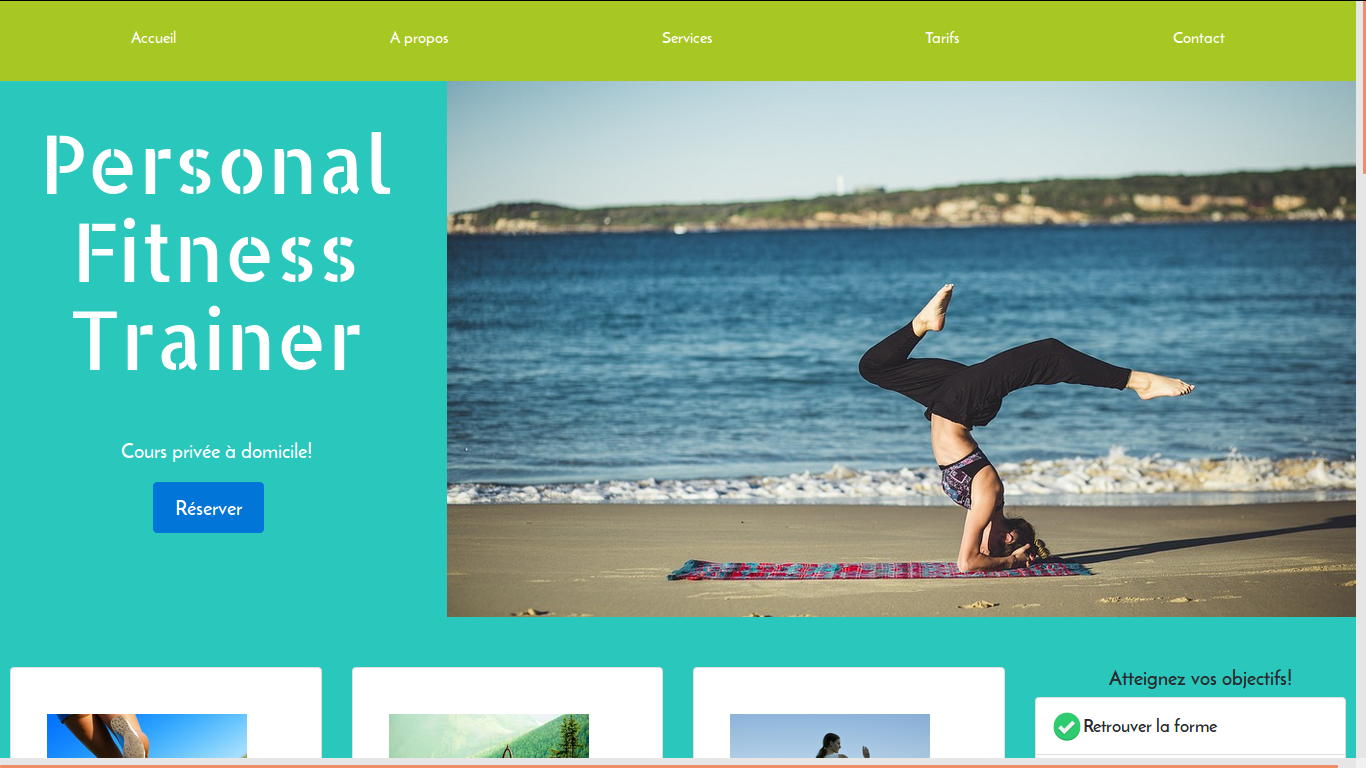 Accueil
A propos
Services
Tarifs
Contact
Personal
Fitness
Trainer
Cours privée à domicile!
Réserver
Atteignez vos objectifs!
Retrouver la forme